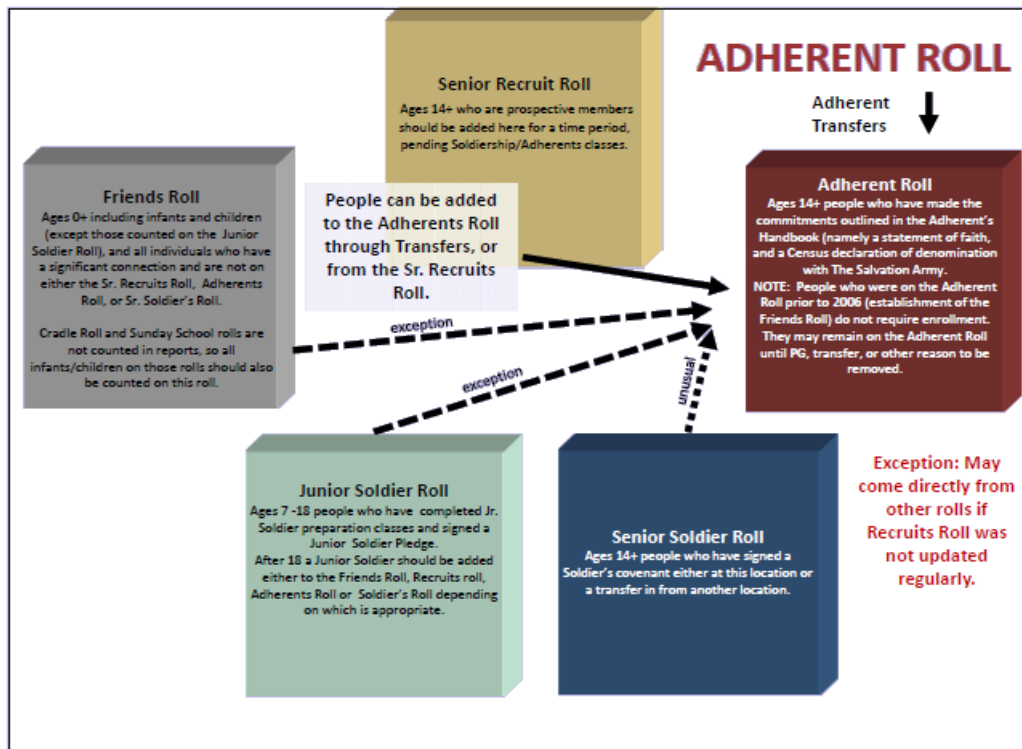 ADHERENT ROLL
Adherent
Transfers
Senior Recruit Roll
Ages 14+ who are prospective members
should be added here for a time period,
pending Soldiership/Adherents classes.
Friends Roll
Ages 0+ including infants and children
(except those counted on the Junior
Soldier Roll), and all individuals who have
a significant connection and are not on
either the Sr. Recruits Roll, Adherents
Roll, or Sr. Soldier's Roll.
Cradle Roll and Sunday School rolls are
not counted in reports, so all
infants/children on those rolls should also
be counted on this roll.
People can be added
to the Adherents Roll
through Transfers, or
from the Sr. Recruits
Roll.
Adherent Roll
Ages 14+ people who have made the
commitments outlined in the Adherent's
Handbook (namely a statement of faith,
and a Census declaration of denomination
with The Salvation Army.
NOTE: People who were on the Adherent
Roll prior to 2006 (establishment of the
Friends Roll) do not require enrollment.
They may remain on the Adherent Roll
until PG, transfer, or other reason to be
removed.
exception
exception
unusual
Junior Soldier Roll
Ages 7 -18 people who have completed Jr.
Soldier preparation classes and signed a
Junior Soldier Pledge.
After 18 a Junior Soldier should be added
either to the Friends Roll, Recruits roll,
Adherents Roll or Soldier's Roll depending
on which is appropriate.
Senior Soldier Roll
Ages 14+ people who have signed a
Soldier's covenant either at this location or
a transfer in from another location.
Exception: May
come directly from
other rolls if
Recruits Roll was
not updated
regularly.